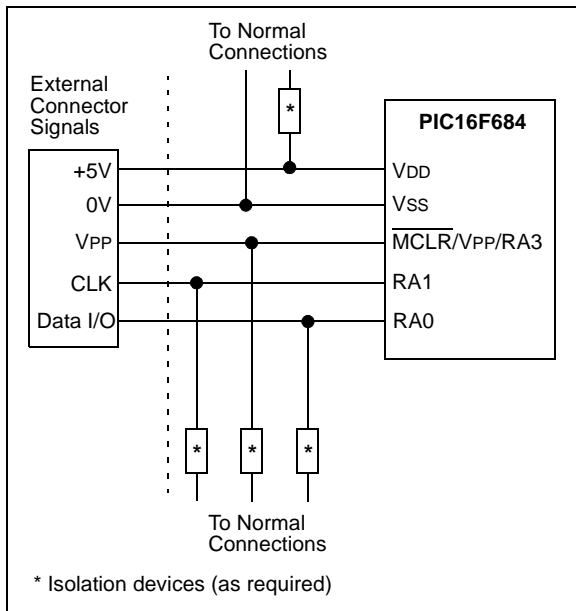 To Normal
Connections
External
Connector
Signals
*
PIC16F684
+5V
VDD
0V
VSS
VPP
MCLR/VPP/RA3
CLK
RA1
Data I/O
RA0
*
*
*
To Normal
Connections
* Isolation devices (as required)